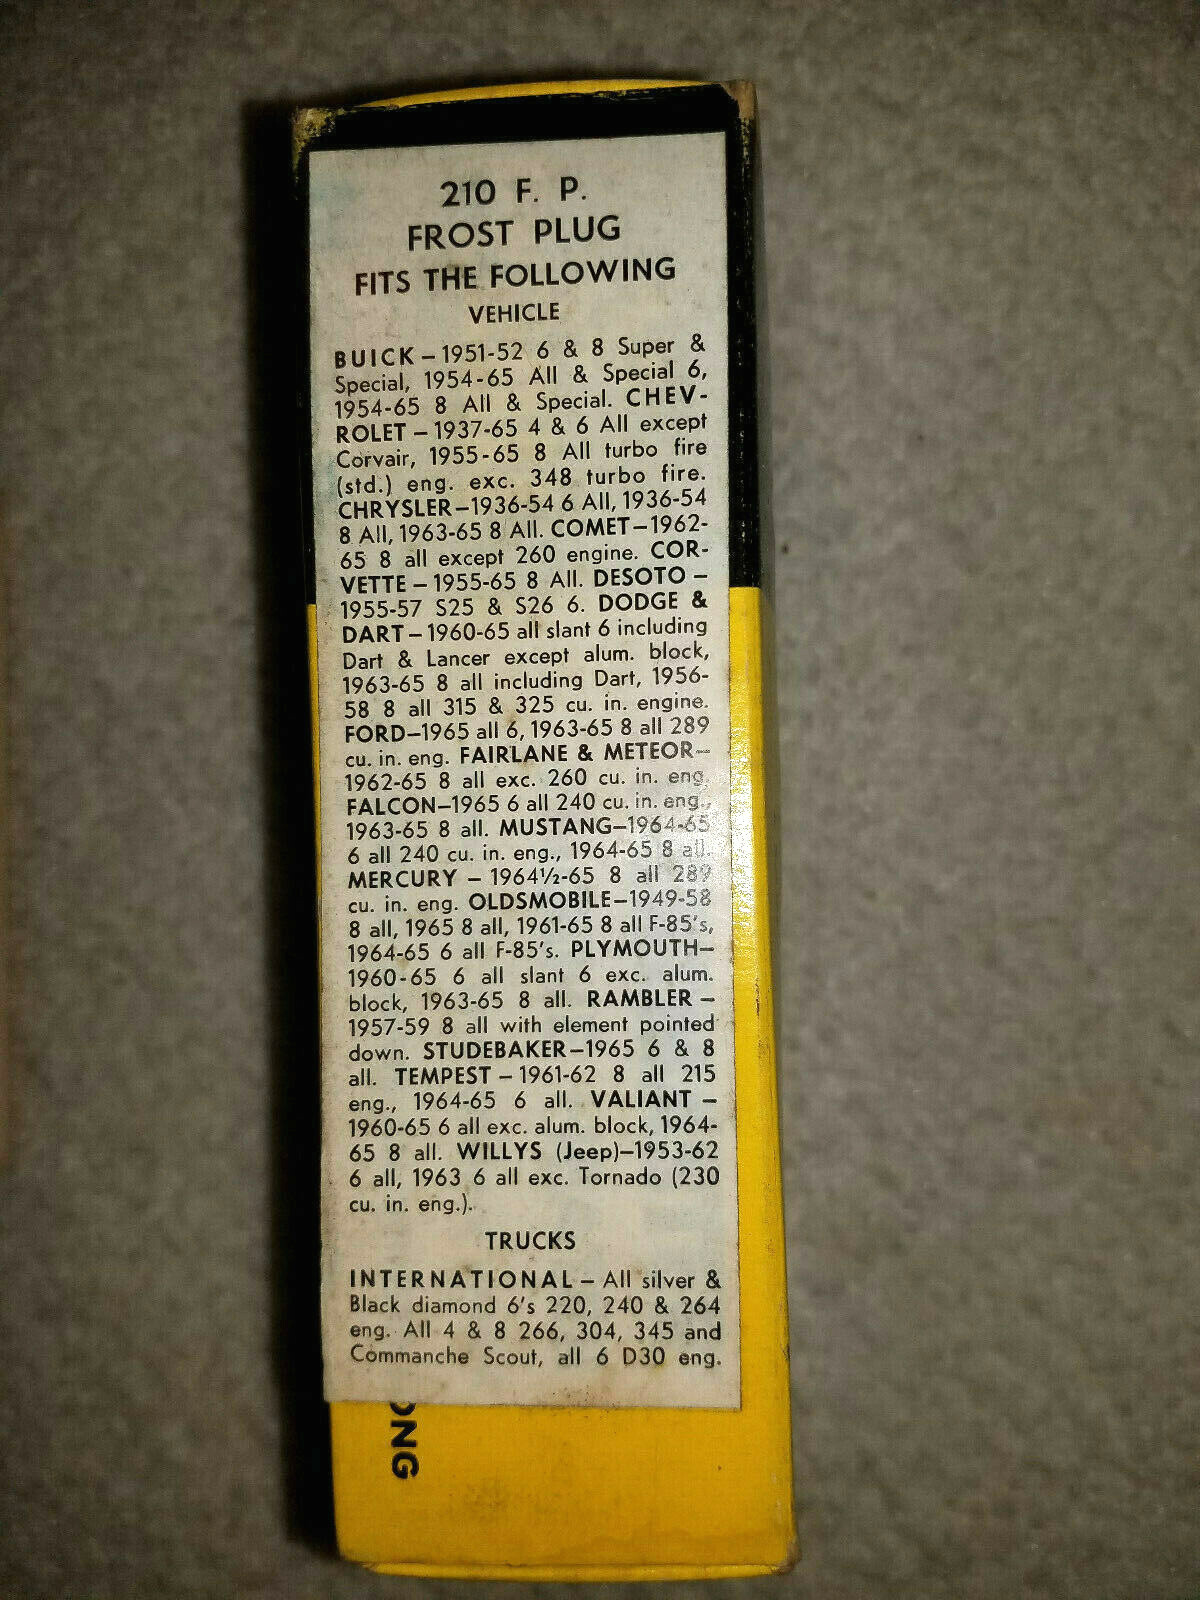 210 F. P.
FROST PLUG
FITS THE FOLLOWING
VEHICLE
BUICK – 1951-52 6 & 8 Super &
Special, 1954-65 All & Special 6,
1954-65 8 All & Special. CHEV-
ROLET – 1937-65 4 & 6 All except
Corvair, 1955-65 8 All turbo fire
(std.) eng. exc. 348 turbo fire.
CHRYSLER–1936-54 6 All, 1936-54
8 All, 1963-65 8 All. COMET–1962-
65 8 all except 260 engine. COR-
VETTE – 1955-65 8 All. DESOTO –
1955-57 S25 & S26 6. DODGE &
DART – 1960-65 all slant 6 including
Dart & Lancer except alum. block,
1963-65 8 all including Dart, 1956-
58 8 all 315 & 325 cu. in. engine.
FORD–1965 all 6, 1963-65 8 all 289
cu. in. eng. FAIRLANE & METEOR–
1962-65 8 all exc. 260 cu. in. eng.
FALCON–1965 6 all 240 cu. in. eng.,
1963-65 8 all. MUSTANG–1964-65
6 all 240 cu. in. eng., 1964-65 8 all.
MERCURY – 1964½-65 8 all 289
cu. in. eng. OLDSMOBILE–1949-58
8 all, 1965 8 all, 1961-65 8 all F-85's,
1964-65 6 all F-85's. PLYMOUTH–
1960-65 6 all slant 6 exc. alum.
block, 1963-65 8 all. RAMBLER –
1957-59 8 all with element pointed
down. STUDEBAKER–1965 6 & 8
all. TEMPEST – 1961-62 8 all 215
eng., 1964-65 6 all. VALIANT –
1960-65 6 all exc. alum. block, 1964-
65 8 all. WILLYS (Jeep)–1953-62
6 all, 1963 6 all exc. Tornado (230
cu. in. eng.).
TRUCKS
INTERNATIONAL – All silver &
Black diamond 6's 220, 240 & 264
eng. All 4 & 8 266, 304, 345 and
Commanche Scout, all 6 D30 eng.